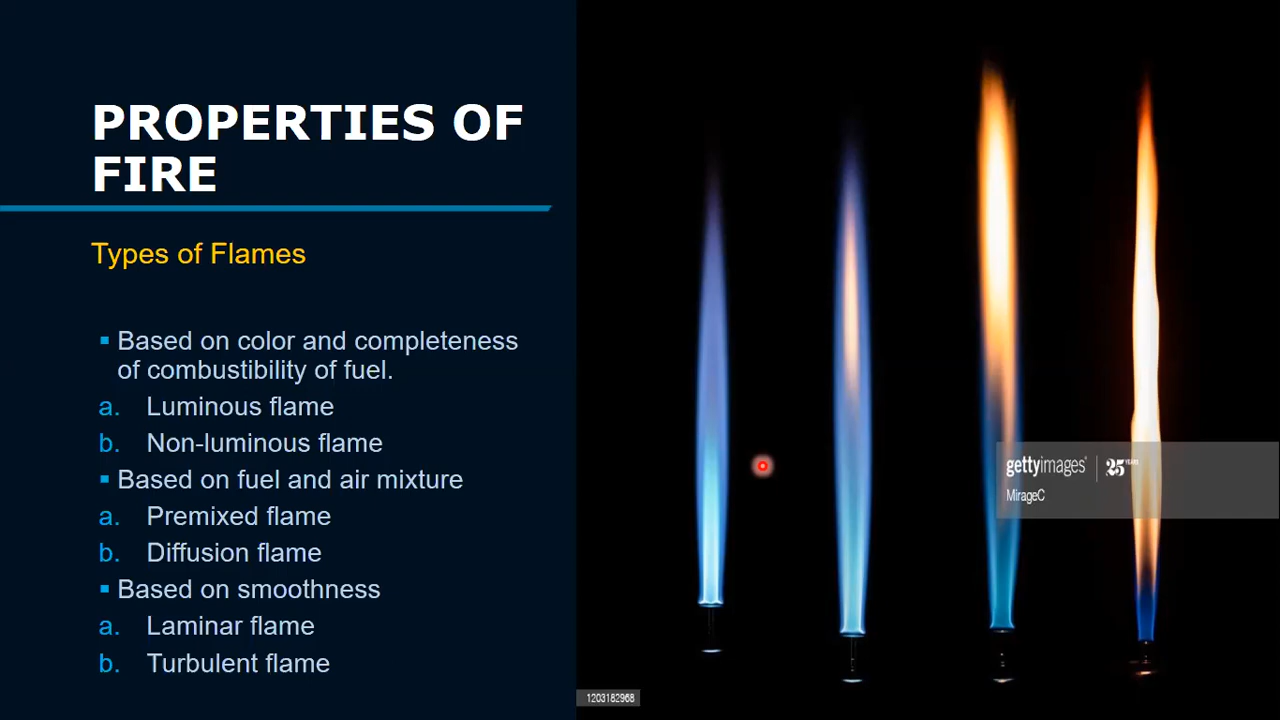 PROPERTIES OF
FIRE
Types of Flames
Based on color and completeness
of combustibility of fuel.
a. Luminous flame
b. Non-luminous flame
Based on fuel and air mixture
a. Premixed flame
b. Diffusion flame
Based on smoothness
a. Laminar flame
b. Turbulent flame
gettyimages® 25 YEARS
MirageC
1203182968